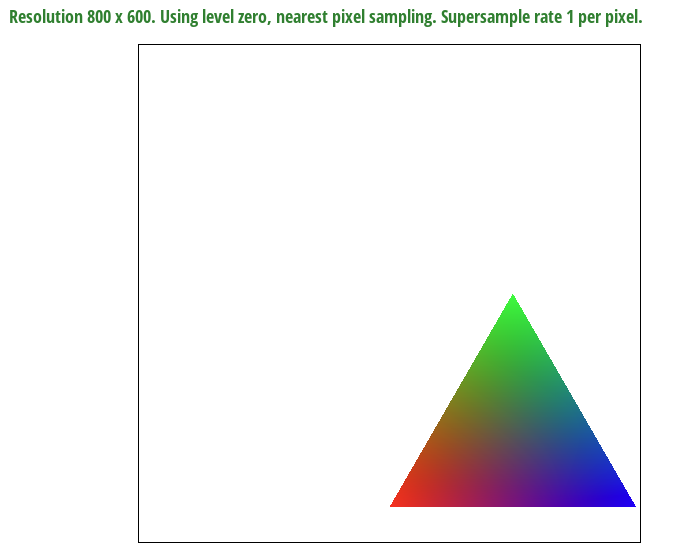 Resolution 800 x 600. Using level zero, nearest pixel sampling. Supersample rate 1 per pixel.